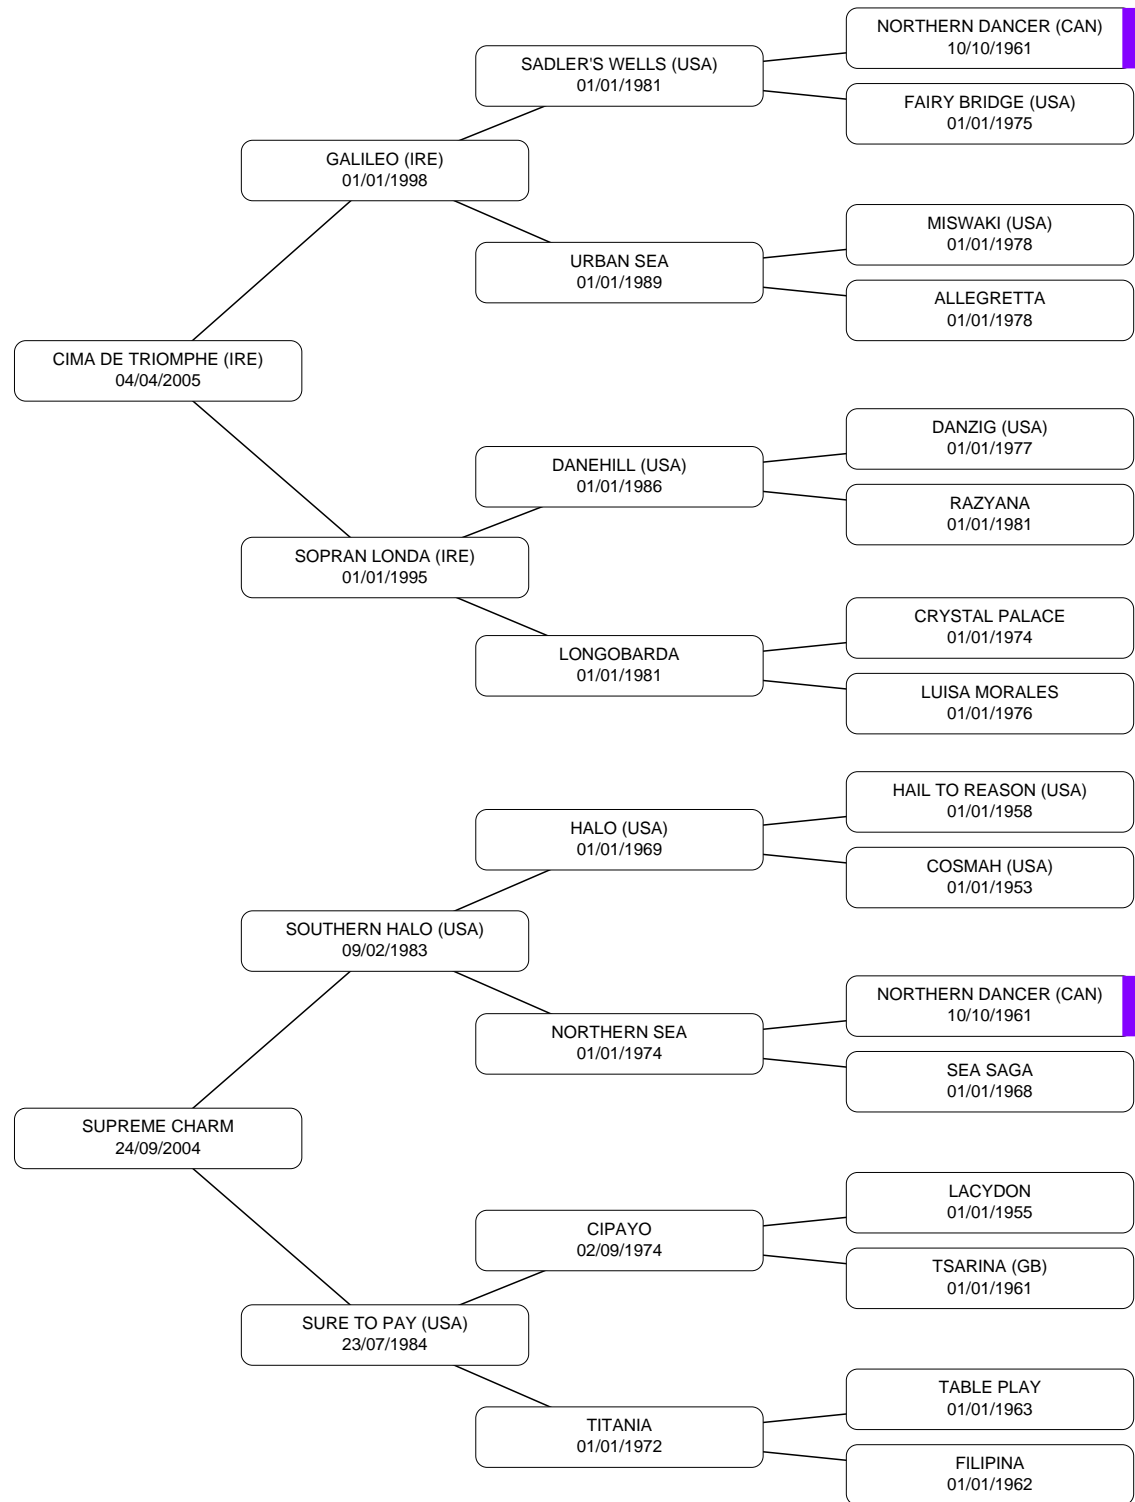 NORTHERN DANCER (CAN)
10/10/1961
SADLER'S WELLS (USA)
01/01/1981
FAIRY BRIDGE (USA)
01/01/1975
GALILEO (IRE)
01/01/1998
MISWAKI (USA)
01/01/1978
URBAN SEA
01/01/1989
ALLEGRETTA
01/01/1978
CIMA DE TRIOMPHE (IRE)
04/04/2005
DANZIG (USA)
01/01/1977
DANEHILL (USA)
01/01/1986
RAZYANA
01/01/1981
SOPRAN LONDA (IRE)
01/01/1995
CRYSTAL PALACE
01/01/1974
LONGOBARDA
01/01/1981
LUISA MORALES
01/01/1976
HAIL TO REASON (USA)
01/01/1958
HALO (USA)
01/01/1969
COSMAH (USA)
01/01/1953
SOUTHERN HALO (USA)
09/02/1983
NORTHERN DANCER (CAN)
10/10/1961
NORTHERN SEA
01/01/1974
SEA SAGA
01/01/1968
SUPREME CHARM
24/09/2004
LACYDON
01/01/1955
CIPAYO
02/09/1974
TSARINA (GB)
01/01/1961
SURE TO PAY (USA)
23/07/1984
TABLE PLAY
01/01/1963
TITANIA
01/01/1972
FILIPINA
01/01/1962